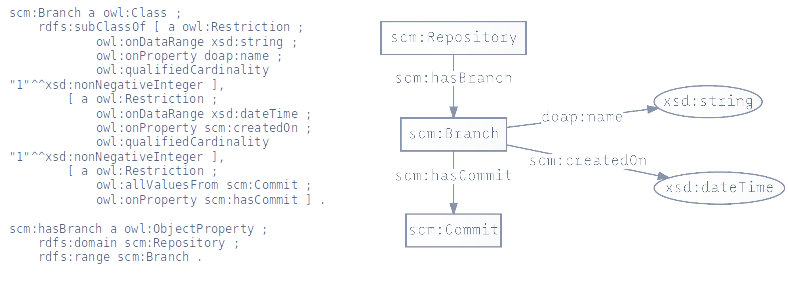 scm:Branch a owl:Class ;
rdfs:subClassOf [ a owl:Restriction ;
owl:onDataRange xsd:string ;
owl:onProperty doap:name ;
owl:qualifiedCardinality
"1"^^xsd:nonNegativeInteger ],
[ a owl:Restriction ;
owl:onDataRange xsd:dateTime ;
owl:onProperty scm:createdOn ;
owl:qualifiedCardinality
"1"^^xsd:nonNegativeInteger ],
[ a owl:Restriction ;
owl:allValuesFrom scm:Commit ;
owl:onProperty scm:hasCommit ] .
scm:hasBranch a owl:ObjectProperty ;
rdfs:domain scm:Repository ;
rdfs:range scm:Branch .
scm:Repository
scm:hasBranch
xsd:string
doap:name
scm:Branch
scm:createdOn
scm:hasCommit
xsd:dateTime
scm:Commit